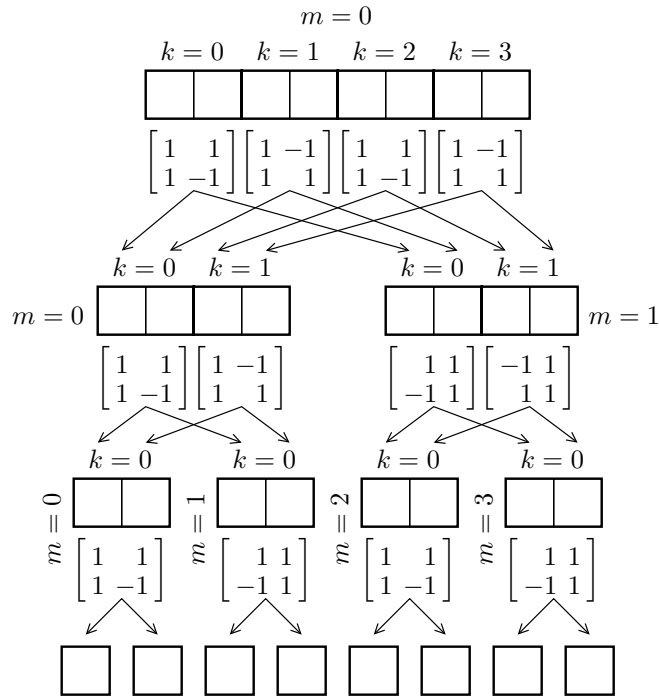 m = 0
k = 0 k = 1 k = 2 k = 3
1 1 1 −1 1 1 1 −1
1 −1 1 1 1 −1 1 1
k = 0 k = 1 k = 0 k = 1
m = 0 m = 1
1 1 1 −1 1 1 −1 1
1 −1 1 1 −1 1 1 1
k = 0 k = 0 k = 0 k = 0
m = 0 m = 1 m = 2 m = 3
1 1 1 1 1 1 1 1
1 −1 −1 1 1 −1 −1 1